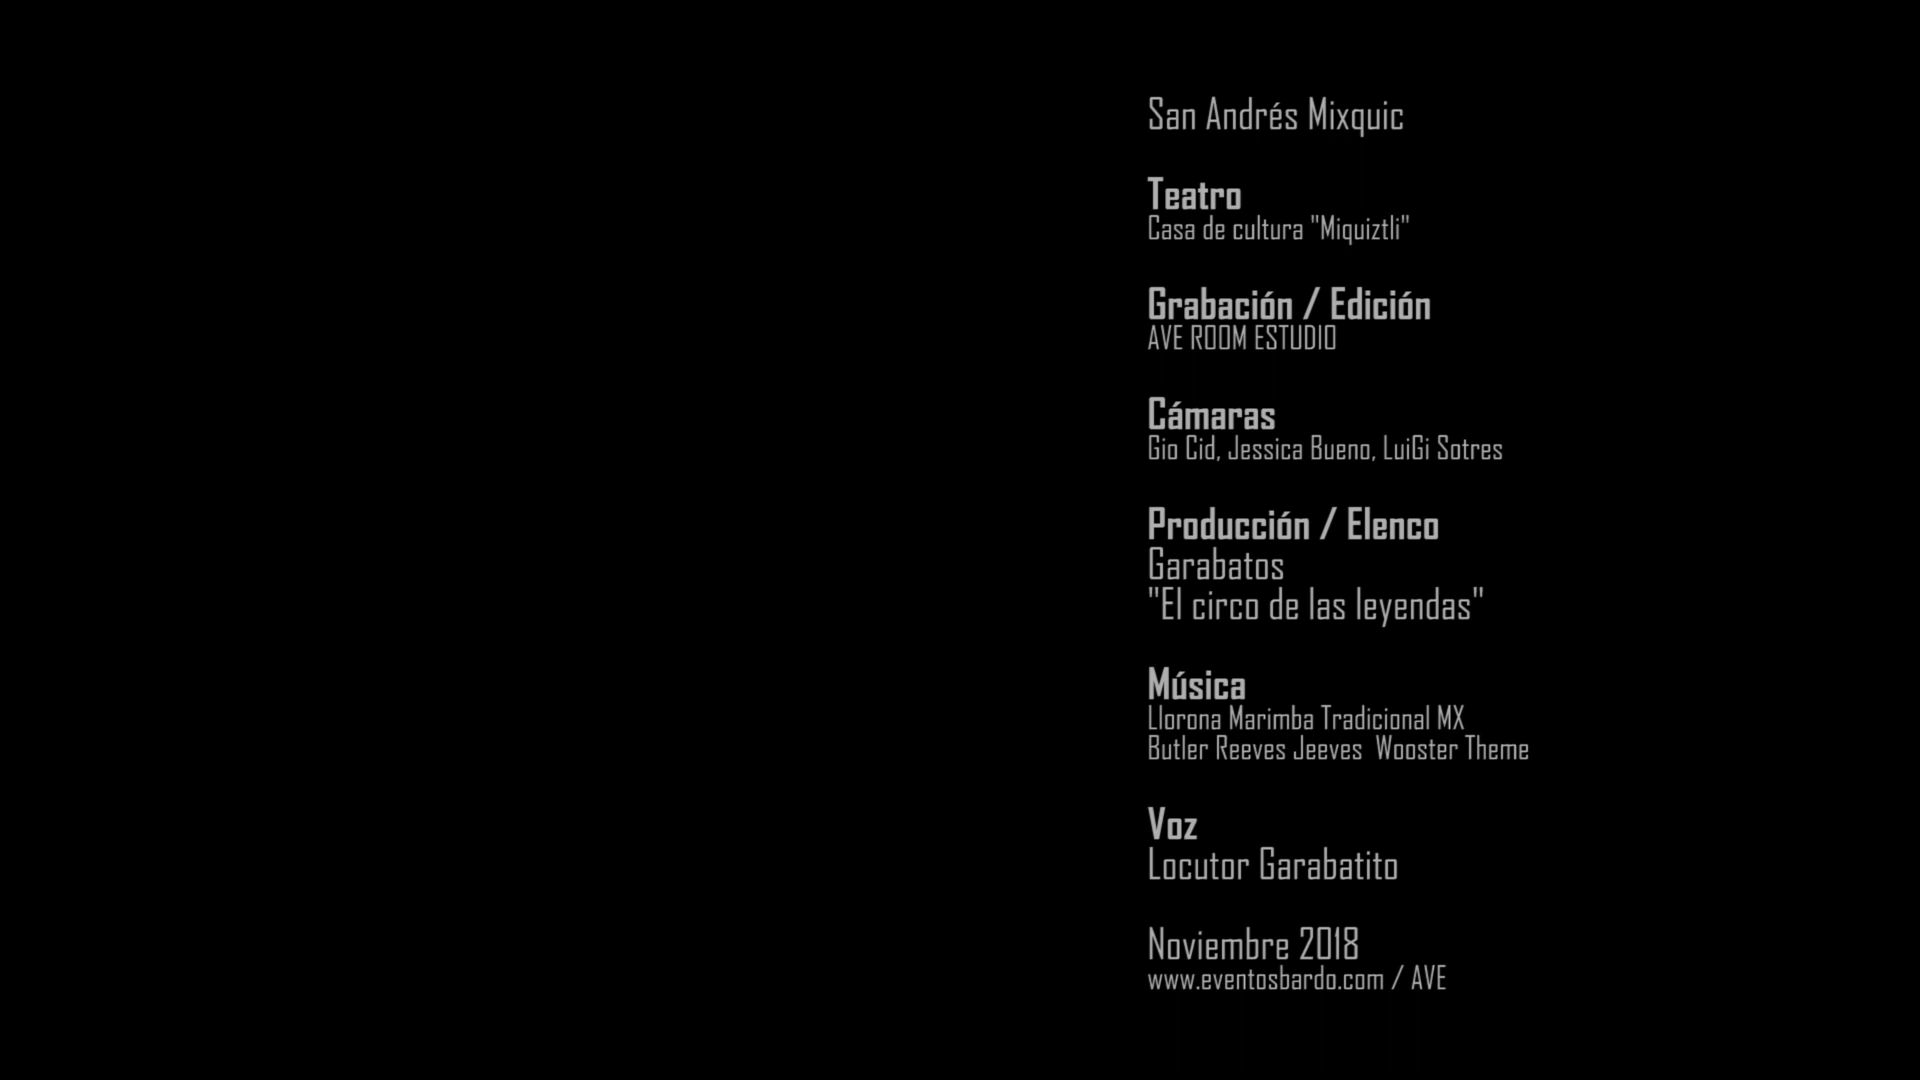 San Andrés Mixquic
Teatro
Casa de cultura "Miquiztli"
Grabación / Edición
AVE ROOM ESTUDIO
Cámaras
Gio Cid, Jessica Bueno, LuiGi Sotres
Producción / Elenco
Garabatos
"El circo de las leyendas"
Música
Llorona Marimba Tradicional MX
Butler Reeves Jeeves  Wooster Theme
Voz
Locutor Garabatito
Noviembre 2018
www.eventosbardo.com / AVE